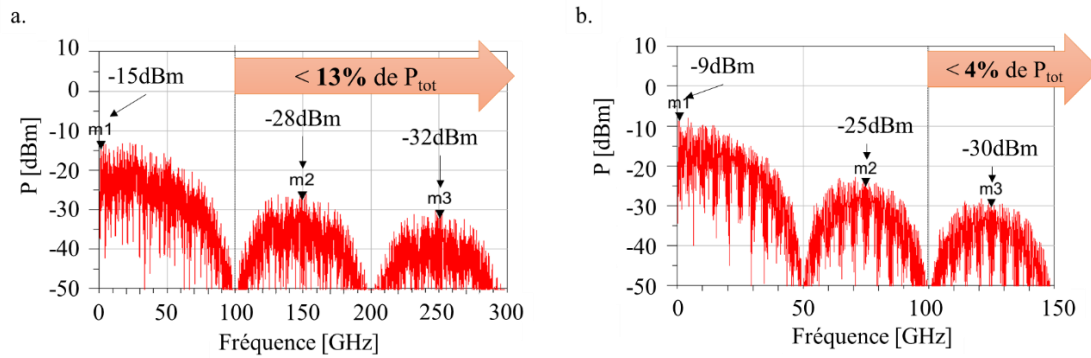 a.
10
0
-10
-20
-30
-40
-50
P [dBm]
-15dBm
m1
< 13% de Ptot
-28dBm
m2
-32dBm
m3
0 50 100 150 200 250 300
Fréquence [GHz]
b.
10
0
-10
-20
-30
-40
-50
P [dBm]
-9dBm
m1
< 4% de Ptot
-25dBm
m2
-30dBm
m3
0 50 100 150
Fréquence [GHz]